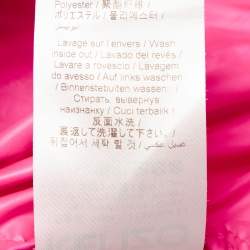 Polyester / 聚酯纤维 /
ポリエステル / 폴리에스터 /
Lavage sur l envers / Wash
inside out / Lavado del revés /
Lavare a rovescio / Lavagem
do avesso / Auf links waschen
/ Binnenstebuiten wassen /
Стирать, вывернув
наизнанку / Cuci terbalik /
反面水洗 /
裏返して洗濯して下さい。/
뒤집어서 세탁 할 것 /